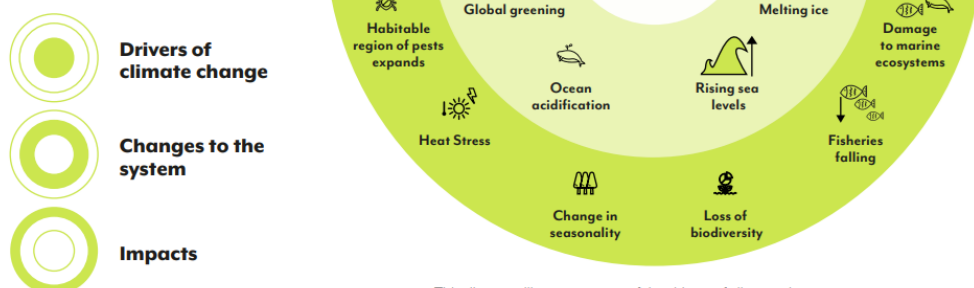 Drivers of
climate change
Changes to the
system
Impacts
Global greening
Melting ice
Habitable
region of pests
expands
Damage
to marine
ecosystems
Ocean
acidification
Rising sea
levels
Heat Stress
Fisheries
falling
Change in
seasonality
Loss of
biodiversity